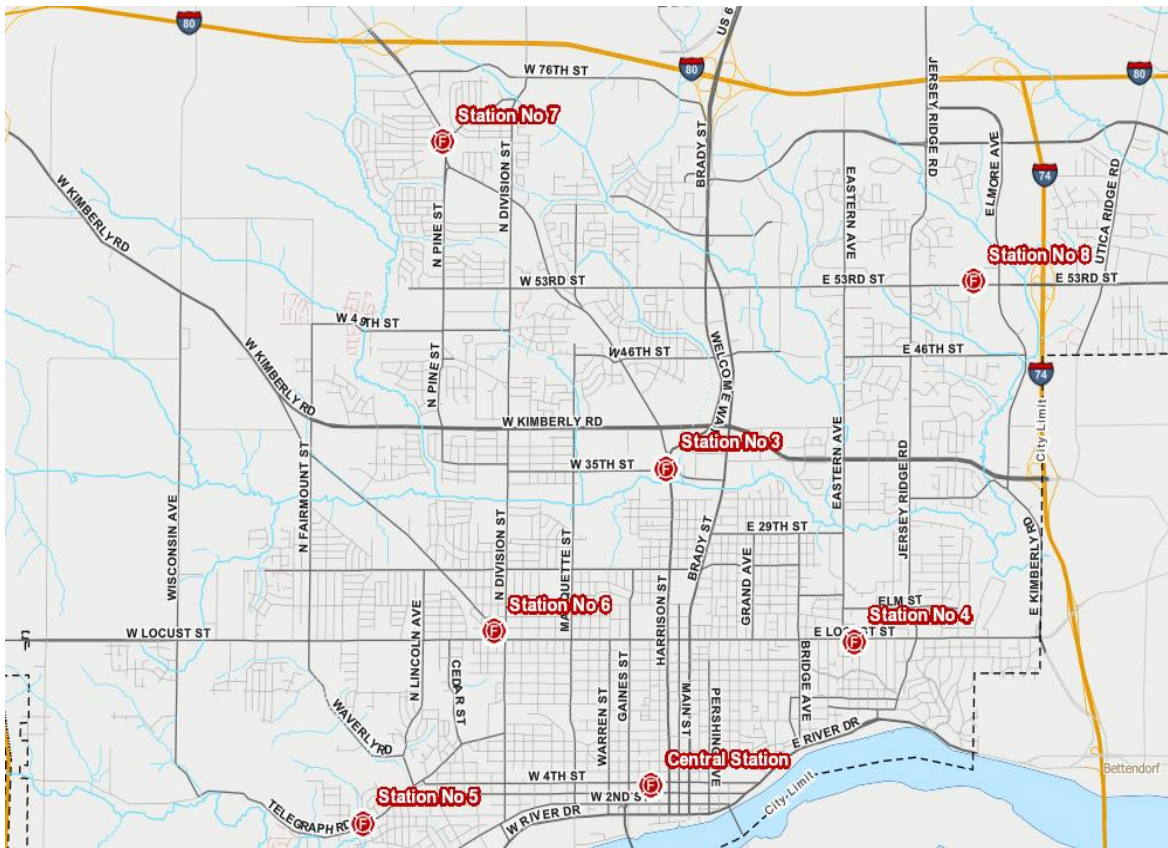 80
US 6
W 76TH ST
80
80
Station No 7
JERSEY RIDGE RD
BRADY ST
N DIVISION ST
EASTERN AVE
ELMORE AVE
74
UTICA RIDGE RD
W KIMBERLY RD
N PINE ST
Station No 8
W 53RD ST
E 53RD ST
E 53RD ST
W 49TH ST
W 46TH ST
E 46TH ST
WELCOME WA
74
City Limit
W KIMBERLY RD
N PINE ST
W KIMBERLY RD
Station No 3
W 35TH ST
EASTERN AVE
JERSEY RIDGE RD
N FAIRMOUNT ST
WISCONSIN AVE
E 29TH ST
BRADY ST
N DIVISION ST
MARQUETTE ST
HARRISON ST
GRAND AVE
E KIMBERLY RD
ELM ST
Station No 6
Station No 4
W LOCUST ST
E LOCUST ST
N LINCOLN AVE
CEDAR ST
BRIDGE AVE
GAINES ST
WARREN ST
MAIN ST
PERSHING AVE
WAVERLY RD
E RIVER DR
Central Station
W 4TH ST
W 2ND S
Bettendorf
City Limit
Station No 5
TELEGRAPH RD
W RIVER DR